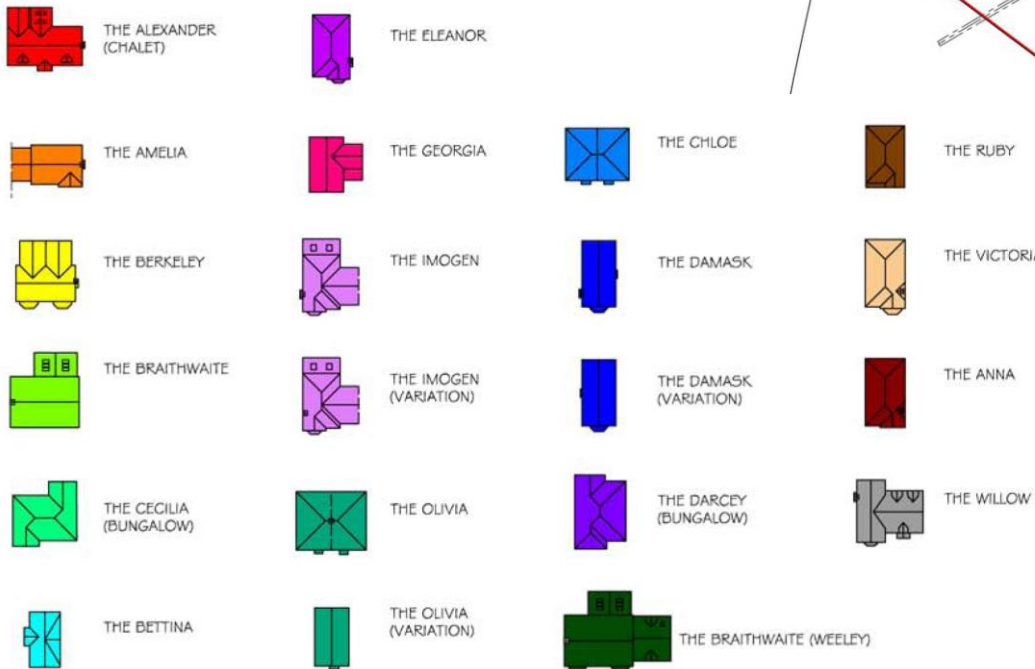 THE ALEXANDER
(CHALET)
THE ELEANOR
THE AMELIA
THE GEORGIA
THE CHLOE
THE RUBY
THE BERKELEY
THE IMOGEN
THE DAMASK
THE VICTORIA
THE BRAITHWAITE
THE IMOGEN
(VARIATION)
THE DAMASK
(VARIATION)
THE ANNA
THE CECILIA
(BUNGALOW)
THE OLIVIA
THE DARCEY
(BUNGALOW)
THE WILLOW
THE BETTINA
THE OLIVIA
(VARIATION)
THE BRAITHWAITE (WEELEY)